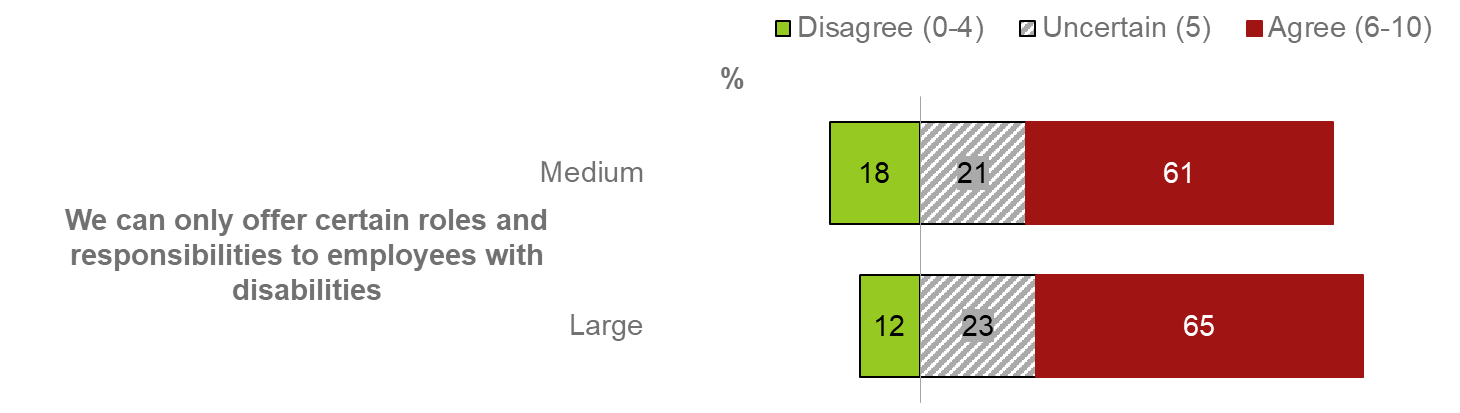 Disagree (0-4) Uncertain (5) Agree (6-10)
%
Medium 18 21 61
We can only offer certain roles and
responsibilities to employees with
disabilities
Large 12 23 65